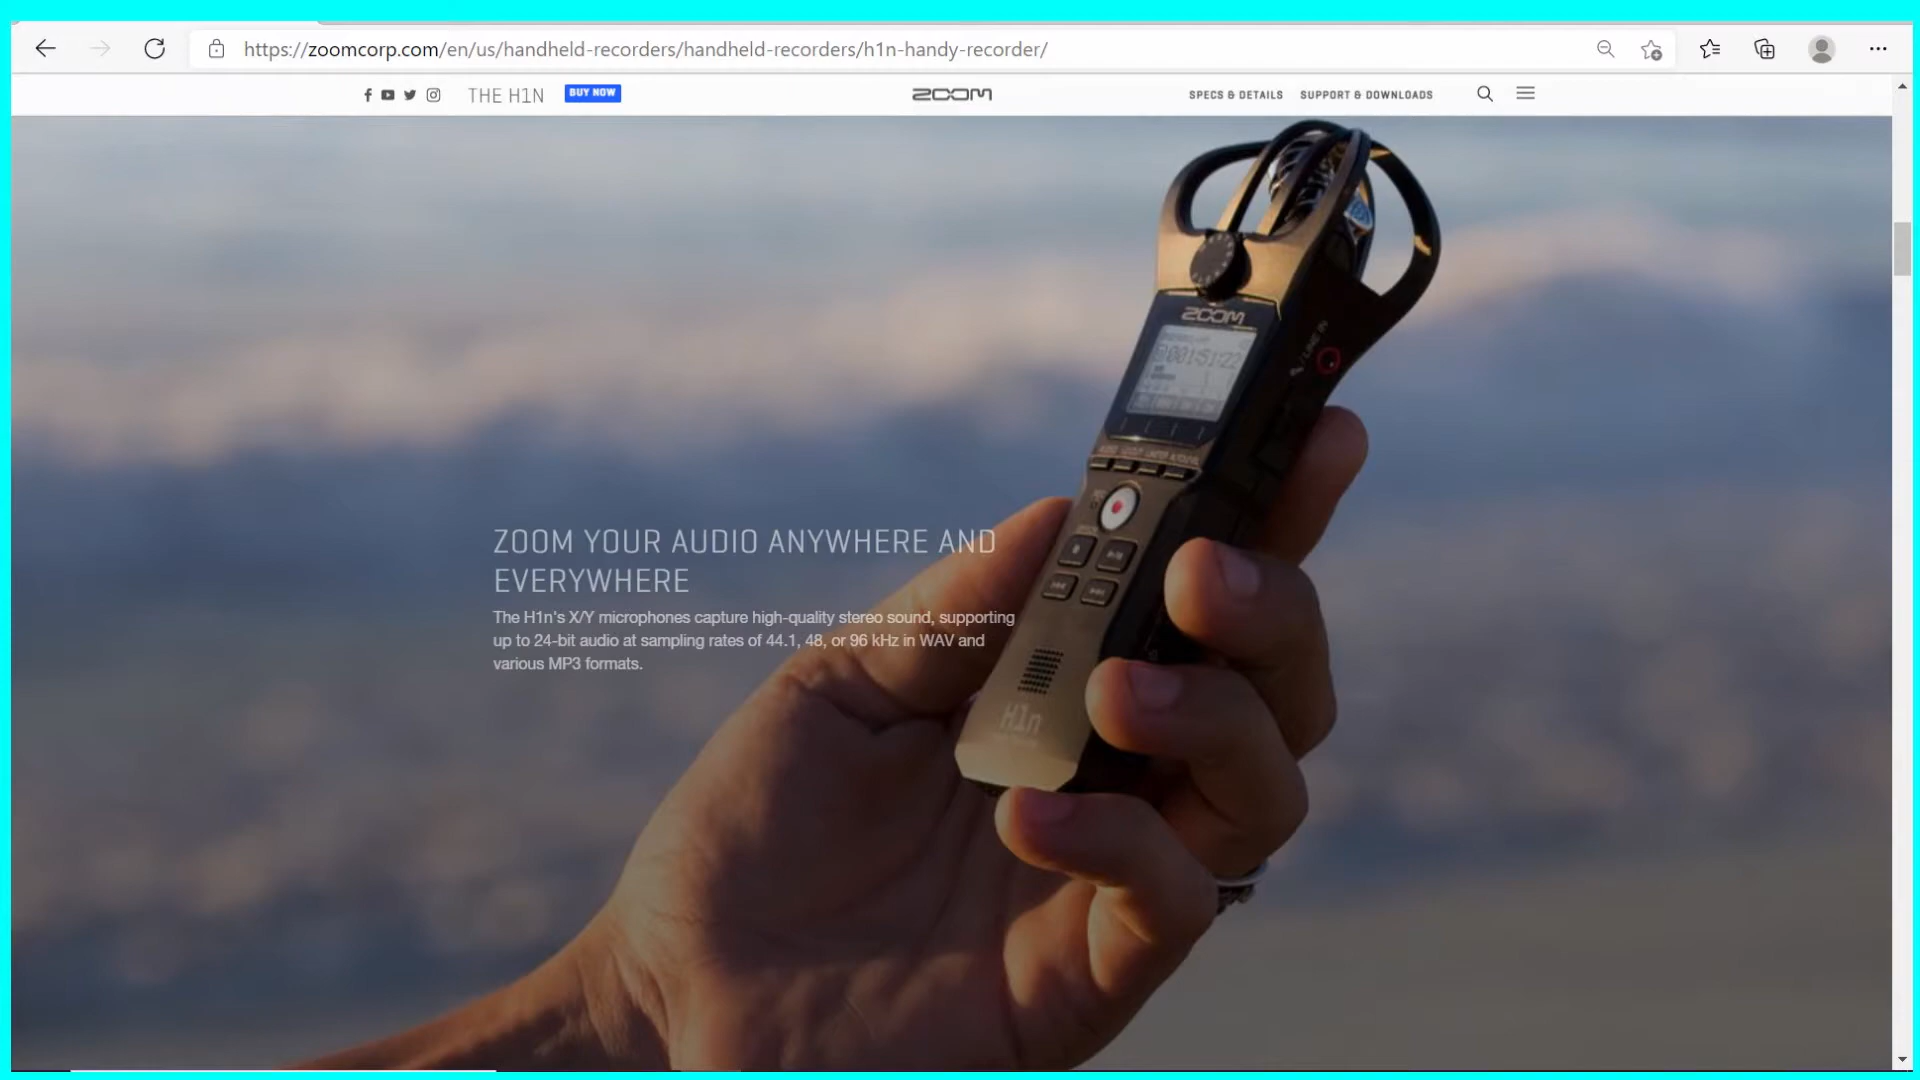 https://zoomcorp.com/en/us/handheld-recorders/handheld-recorders/h1n-handy-recorder/
THE H1N
BUY NOW
ZOOM
SPECS & DETAILS
SUPPORT & DOWNLOADS
ZOOM
/ LINE IN
ZOOM YOUR AUDIO ANYWHERE AND
EVERYWHERE
The H1n's X/Y microphones capture high-quality stereo sound, supporting
up to 24-bit audio at sampling rates of 44.1, 48, or 96 kHz in WAV and
various MP3 formats.
H1n